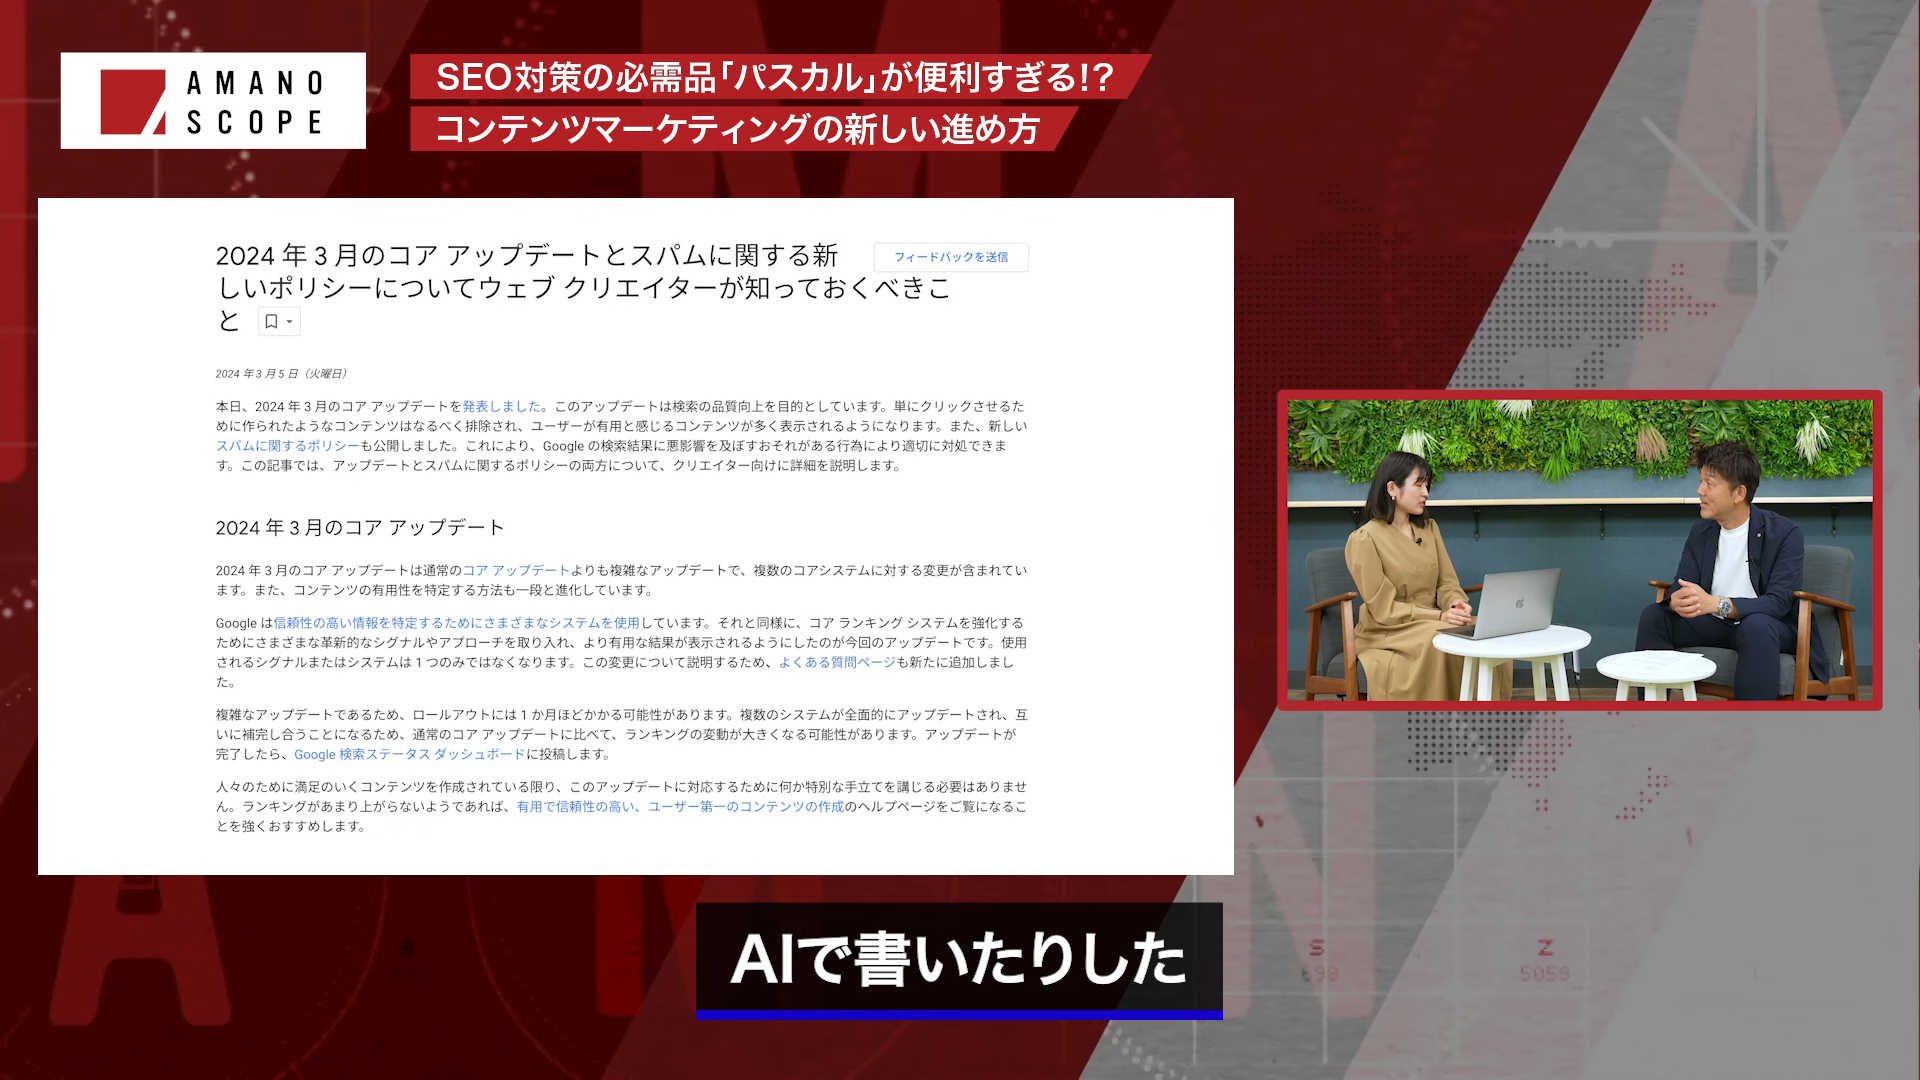 AMANO
SCOPE
SEO対策の必需品「パスカル」が便利すぎる!?
コンテンツマーケティングの新しい進め方
2024 年 3 月のコア アップデートとスパムに関する新
しいポリシーについてウェブ クリエイターが知っておくべきこ
と
フィードバックを送信
2024 年 3 月 5 日（火曜日）
本日、2024 年 3 月のコア アップデートを発表しました。このアップデートは検索の品質向上を目的としています。単にクリックさせるた
めに作られたようなコンテンツはなるべく排除され、ユーザーが有用と感じるコンテンツが多く表示されるようになります。また、新しい
スパムに関するポリシーも公開しました。これにより、Google の検索結果に悪影響を及ぼすおそれがある行為により適切に対処できま
す。この記事では、アップデートとスパムに関するポリシーの両方について、クリエイター向けに詳細を説明します。
2024 年 3 月のコア アップデート
2024 年 3 月のコア アップデートは通常のコア アップデートよりも複雑なアップデートで、複数のコアシステムに対する変更が含まれてい
ます。また、コンテンツの有用性を特定する方法も一段と進化しています。
Google は信頼性の高い情報を特定するためにさまざまなシステムを使用しています。それと同様に、コア ランキング システムを強化する
ためにさまざまな革新的なシグナルやアプローチを取り入れ、より有用な結果が表示されるようにしたのが今回のアップデートです。使用
されるシグナルまたはシステムは 1 つのみではなくなります。この変更について説明するため、よくある質問ページも新たに追加しまし
た。
複雑なアップデートであるため、ロールアウトには 1 か月ほどかかる可能性があります。複数のシステムが全面的にアップデートされ、互
いに補完し合うことになるため、通常のコア アップデートに比べて、ランキングの変動が大きくなる可能性があります。アップデートが
完了したら、Google 検索ステータス ダッシュボードに投稿します。
人々のために満足のいくコンテンツを作成されている限り、このアップデートに対応するために何か特別な手立てを講じる必要はありませ
ん。ランキングがあまり上がらないようであれば、有用で信頼性の高い、ユーザー第一のコンテンツの作成のヘルプページをご覧になるこ
とを強くおすすめします。
AIで書いたりした
S
698
Z
5058